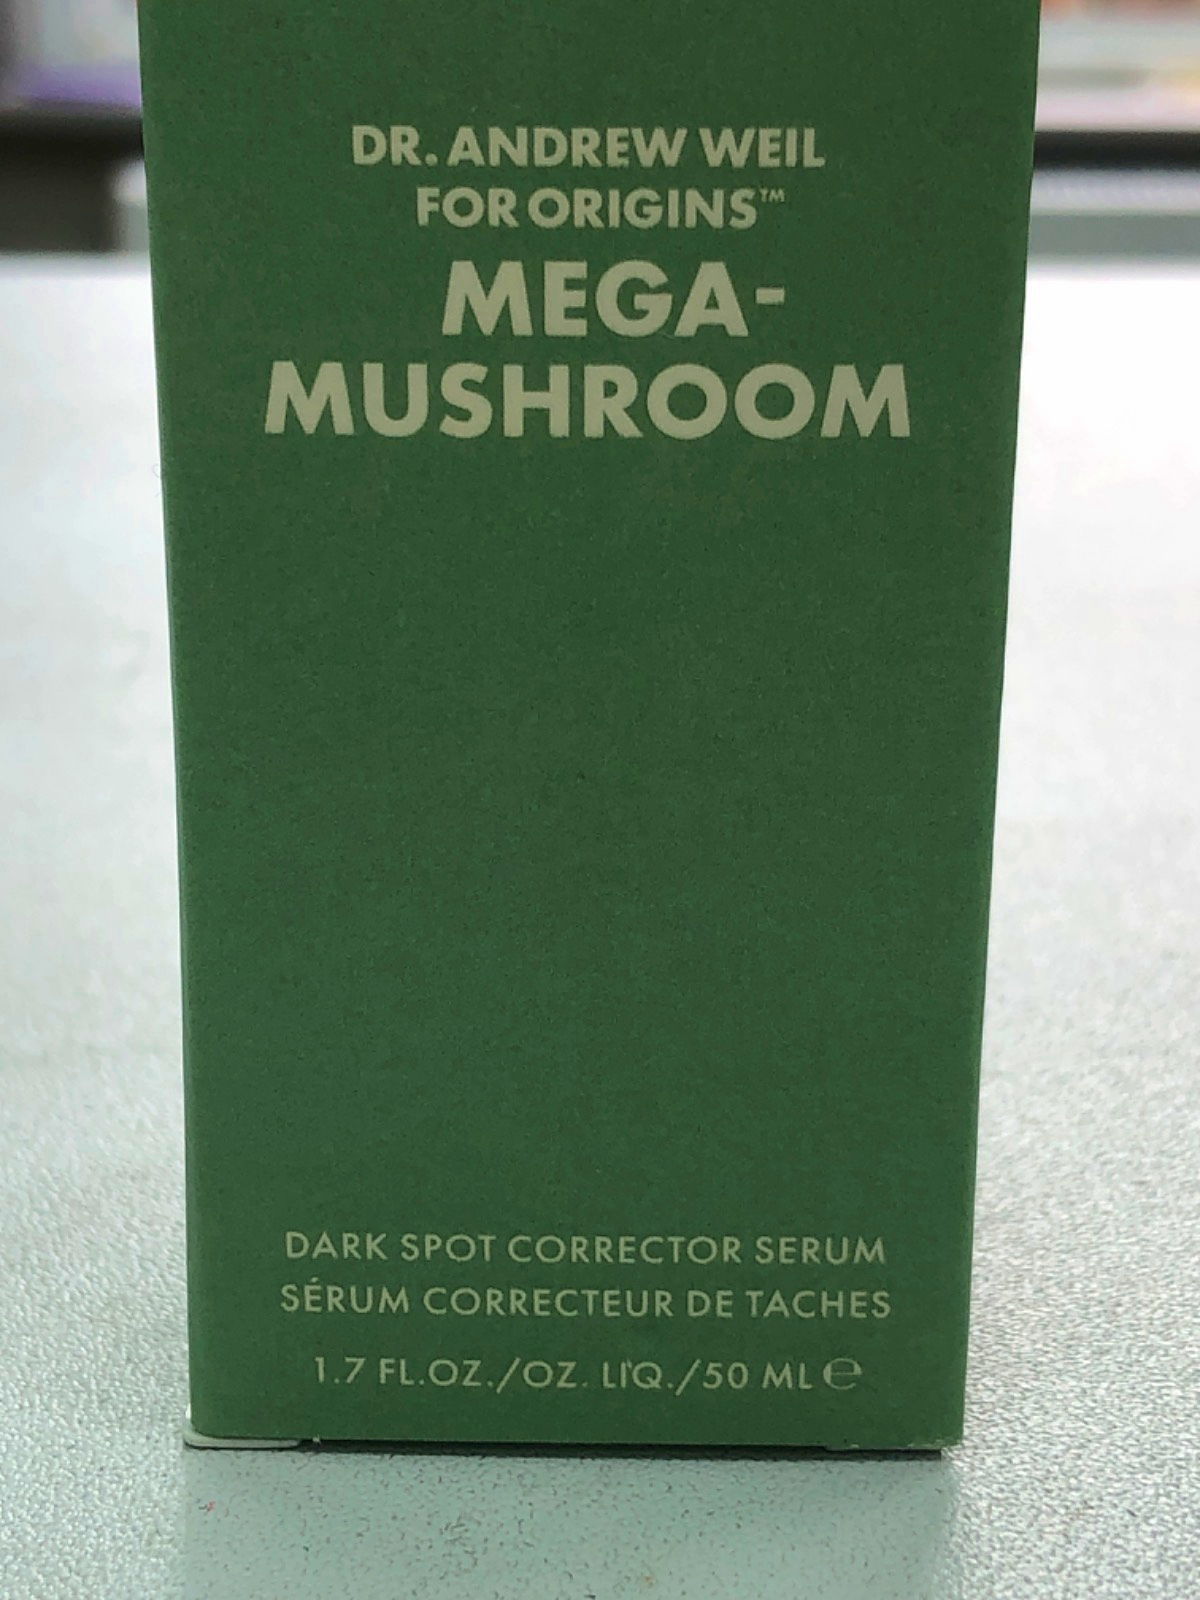 DR. ANDREW WEIL
FOR ORIGINS™
MEGA-
MUSHROOM
DARK SPOT CORRECTOR SERUM
SÉRUM CORRECTEUR DE TACHES
1.7 FL.OZ./OZ. LIQ./50 ML ℮